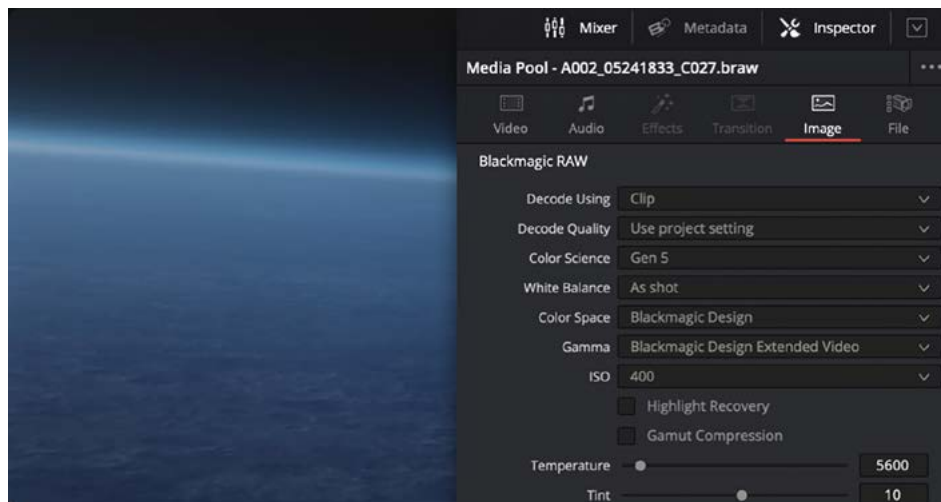 Mixer Metadata Inspector
Media Pool - A002_05241833_C027.braw
Video Audio Effects Transition Image File
Blackmagic RAW
Decode Using Clip
Decode Quality Use project setting
Color Science Gen 5
White Balance As shot
Color Space Blackmagic Design
Gamma Blackmagic Design Extended Video
ISO 400
Highlight Recovery
Gamut Compression
Temperature 5600
Tint 10